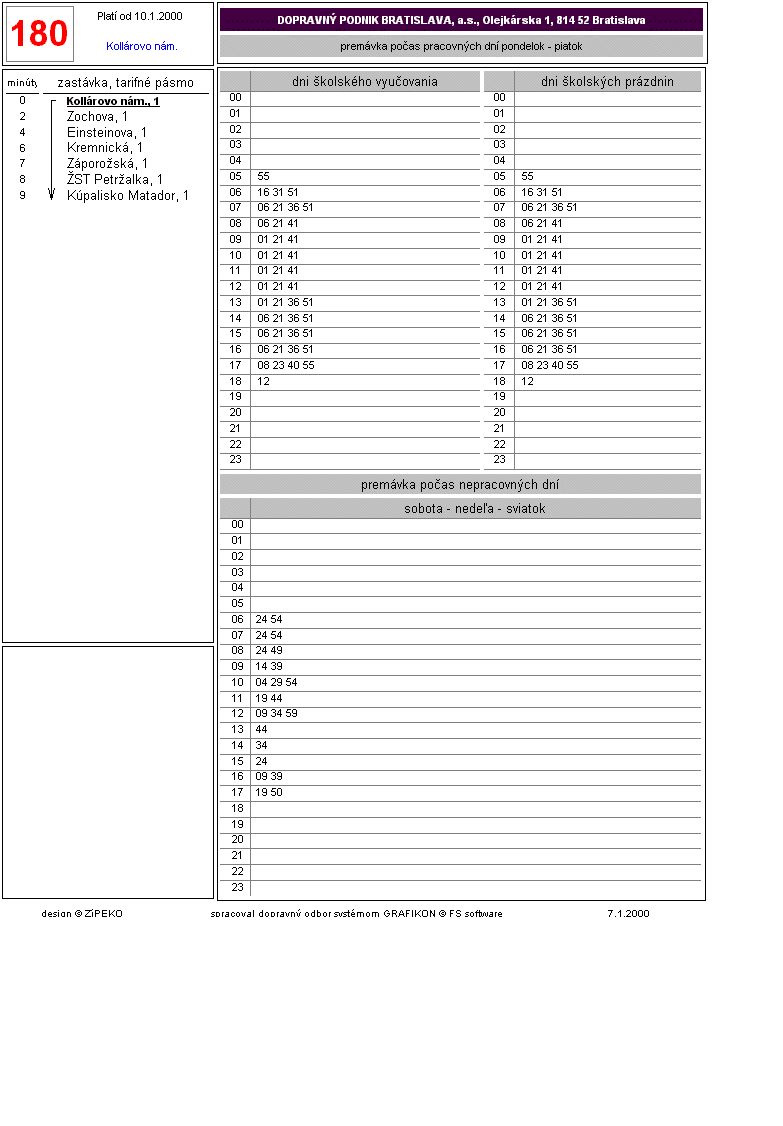 180
Platí od 10.1.2000
Kollárovo nám.
DOPRAVNÝ PODNIK BRATISLAVA, a.s., Olejkárska 1, 814 52 Bratislava
premávka počas pracovných dní pondelok - piatok
minúty zastávka, tarifné pásmo
0 Kollárovo nám., 1
2 Zochova, 1
4 Einsteinova, 1
6 Kremnická, 1
7 Záporožská, 1
8 ŽST Petržalka, 1
9 Kúpalisko Matador, 1
dni školského vyučovania
00
01
02
03
04
05 55
06 16 31 51
07 06 21 36 51
08 06 21 41
09 01 21 41
10 01 21 41
11 01 21 41
12 01 21 41
13 01 21 36 51
14 06 21 36 51
15 06 21 36 51
16 06 21 36 51
17 08 23 40 55
18 12
19
20
21
22
23
dni školských prázdnin
00
01
02
03
04
05 55
06 16 31 51
07 06 21 36 51
08 06 21 41
09 01 21 41
10 01 21 41
11 01 21 41
12 01 21 41
13 01 21 36 51
14 06 21 36 51
15 06 21 36 51
16 06 21 36 51
17 08 23 40 55
18 12
19
20
21
22
23
premávka počas nepracovných dní
sobota - nedeľa - sviatok
00
01
02
03
04
05
06 24 54
07 24 54
08 24 49
09 14 39
10 04 29 54
11 19 44
12 09 34 59
13 44
14 34
15 24
16 09 39
17 19 50
18
19
20
21
22
23
design © ZíPEKO spracoval dopravný odbor systémom GRAFIKON © FS software 7.1.2000